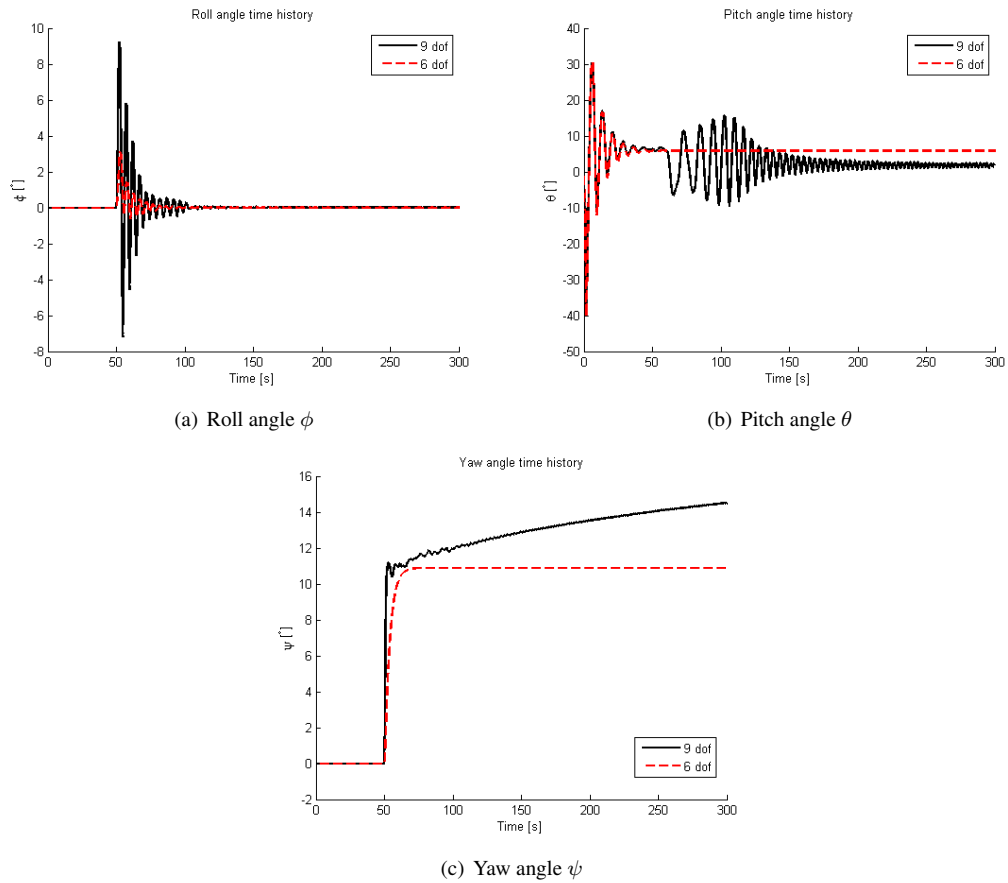 Roll angle time history
10
8
6
4
2
0
-2
-4
-6
-8
ϕ [°]
9 dof
6 dof
0 50 100 150 200 250 300
Time [s]
(a) Roll angle ϕ
Pitch angle time history
40
30
20
10
0
-10
-20
-30
-40
-50
θ [°]
9 dof
6 dof
0 50 100 150 200 250 300
Time [s]
(b) Pitch angle θ
Yaw angle time history
16
14
12
10
8
6
4
2
0
-2
ψ [°]
9 dof
6 dof
0 50 100 150 200 250 300
Time [s]
(c) Yaw angle ψ